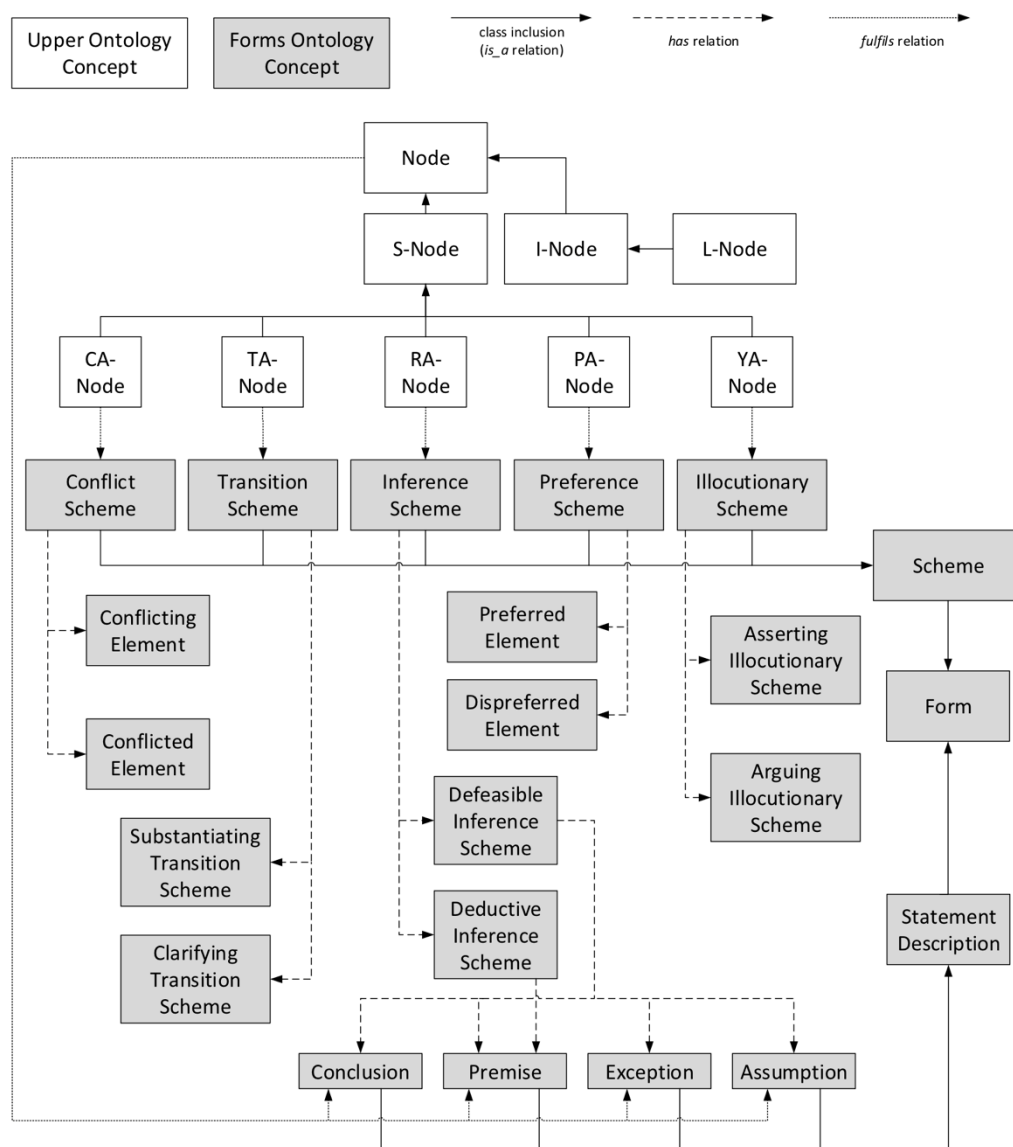 Upper Ontology
Concept
Forms Ontology
Concept
class inclusion
(is_a relation)
has relation
fulfils relation
Node
S-Node
I-Node
L-Node
CA-
Node
TA-
Node
RA-
Node
PA-
Node
YA-
Node
Conflict
Scheme
Transition
Scheme
Inference
Scheme
Preference
Scheme
Illocutionary
Scheme
Scheme
Conflicting
Element
Preferred
Element
Asserting
Illocutionary
Scheme
Form
Dispreferred
Element
Conflicted
Element
Arguing
Illocutionary
Scheme
Defeasible
Inference
Scheme
Substantiating
Transition
Scheme
Deductive
Inference
Scheme
Statement
Description
Clarifying
Transition
Scheme
Conclusion
Premise
Exception
Assumption